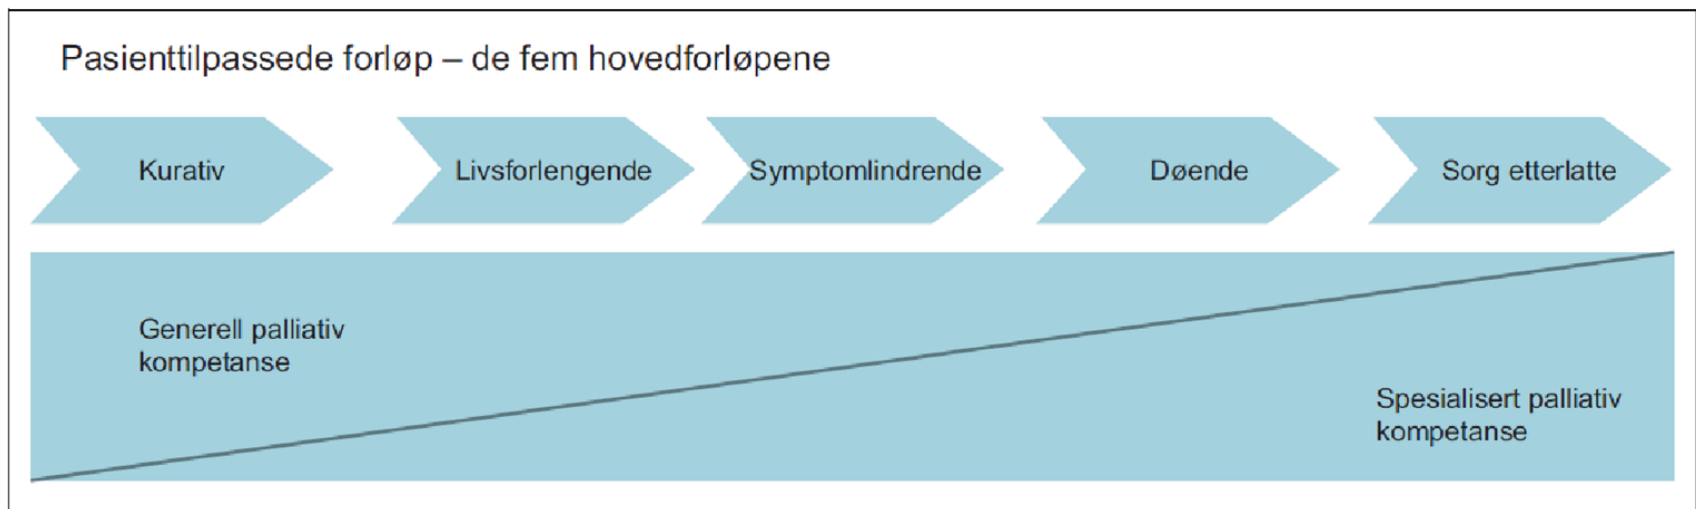 Pasienttilpassede forløp – de fem hovedforløpene
Kurativ
Livsforlengende
Symptomlindrende
Døende
Sorg etterlatte
Generell palliativ
kompetanse
Spesialisert palliativ
kompetanse